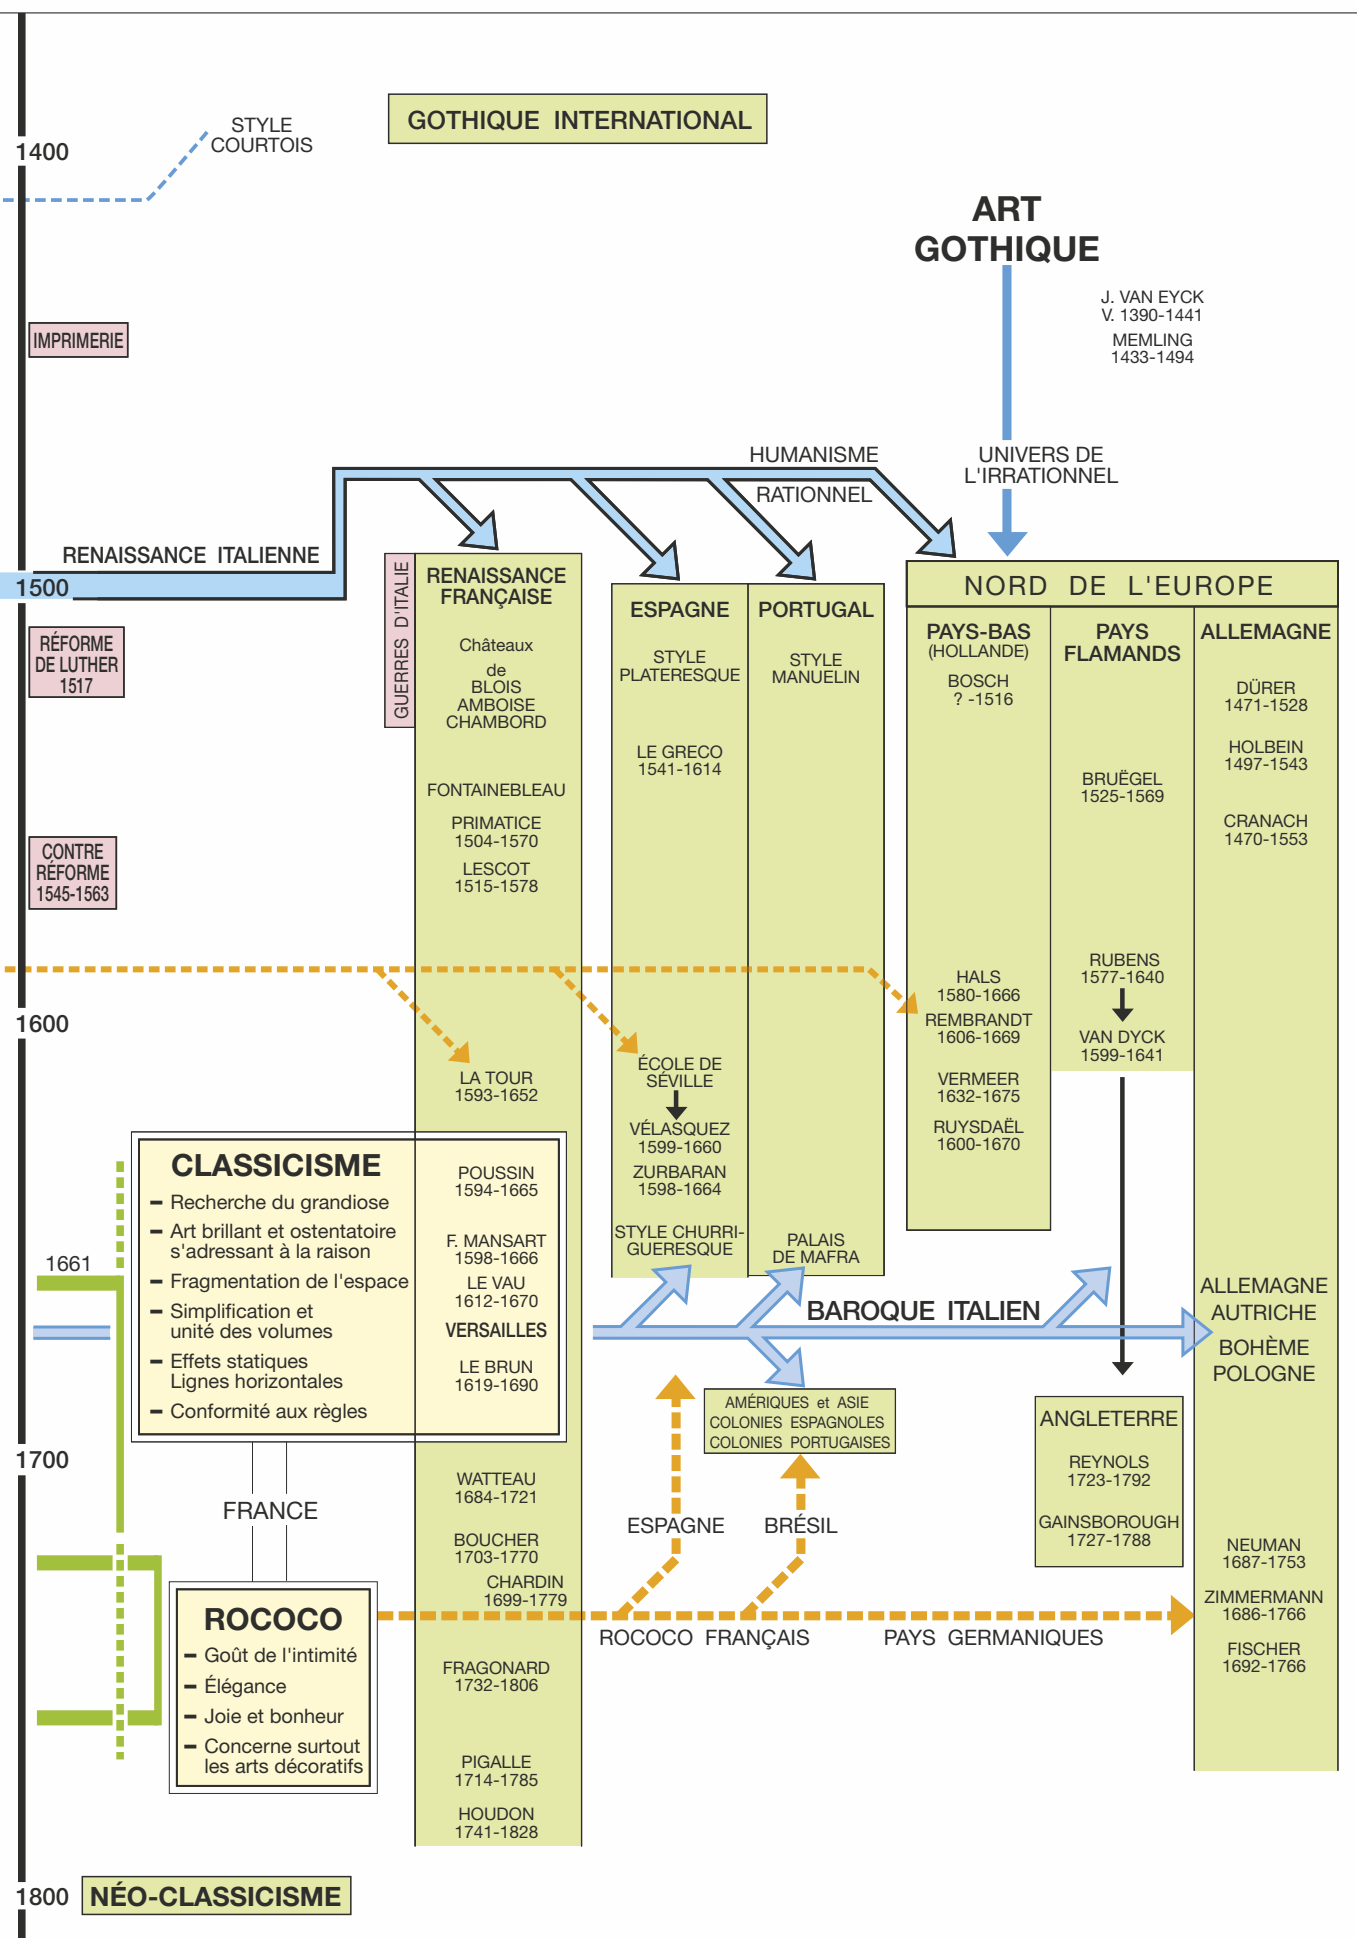 GOTHIQUE INTERNATIONAL
STYLE
COURTOIS
1400
ART
GOTHIQUE
J. VAN EYCK
V. 1390-1441
MEMLING
1433-1494
IMPRIMERIE
HUMANISME
RATIONNEL
UNIVERS DE
L'IRRATIONNEL
RENAISSANCE ITALIENNE
1500
RÉFORME
DE LUTHER
1517
CONTRE
RÉFORME
1545-1563
1600
GUERRES D'ITALIE
RENAISSANCE
FRANÇAISE
Châteaux
de
BLOIS
AMBOISE
CHAMBORD
FONTAINEBLEAU
PRIMATICE
1504-1570
LESCOT
1515-1578
LA TOUR
1593-1652
ESPAGNE
STYLE
PLATERESQUE
LE GRECO
1541-1614
ÉCOLE DE
SÉVILLE
VÉLASQUEZ
1599-1660
ZURBARAN
1598-1664
STYLE CHURRI-
GUERESQUE
PORTUGAL
STYLE
MANUELIN
PALAIS
DE MAFRA
NORD DE L'EUROPE
PAYS-BAS
(HOLLANDE)
BOSCH
? -1516
HALS
1580-1666
REMBRANDT
1606-1669
VERMEER
1632-1675
RUYSDAËL
1600-1670
PAYS
FLAMANDS
BRUËGEL
1525-1569
RUBENS
1577-1640
VAN DYCK
1599-1641
ALLEMAGNE
DÜRER
1471-1528
HOLBEIN
1497-1543
CRANACH
1470-1553
ALLEMAGNE
AUTRICHE
BOHÈME
POLOGNE
1661
CLASSICISME
– Recherche du grandiose
– Art brillant et ostentatoire
s'adressant à la raison
– Fragmentation de l'espace
– Simplification et
unité des volumes
– Effets statiques
Lignes horizontales
– Conformité aux règles
POUSSIN
1594-1665
F. MANSART
1598-1666
LE VAU
1612-1670
VERSAILLES
LE BRUN
1619-1690
BAROQUE ITALIEN
AMÉRIQUES et ASIE
COLONIES ESPAGNOLES
COLONIES PORTUGAISES
ANGLETERRE
REYNOLS
1723-1792
GAINSBOROUGH
1727-1788
1700
FRANCE
WATTEAU
1684-1721
BOUCHER
1703-1770
CHARDIN
1699-1779
ESPAGNE
BRÉSIL
NEUMAN
1687-1753
ZIMMERMANN
1686-1766
FISCHER
1692-1766
ROCOCO FRANÇAIS
PAYS GERMANIQUES
ROCOCO
– Goût de l'intimité
– Élégance
– Joie et bonheur
– Concerne surtout
les arts décoratifs
FRAGONARD
1732-1806
PIGALLE
1714-1785
HOUDON
1741-1828
1800
NÉO-CLASSICISME